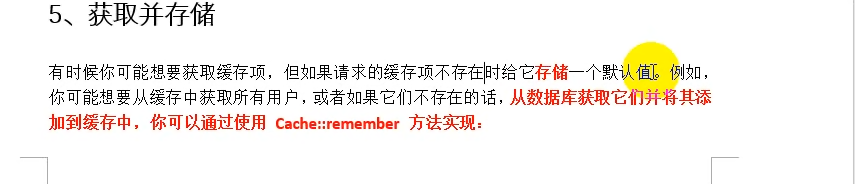 5、获取并存储
有时候你可能想要获取缓存项，但如果请求的缓存项不存在时给它存储一个默认值。例如，
你可能想要从缓存中获取所有用户，或者如果它们不存在的话，从数据库获取它们并将其添
加到缓存中，你可以通过使用 Cache::remember 方法实现：